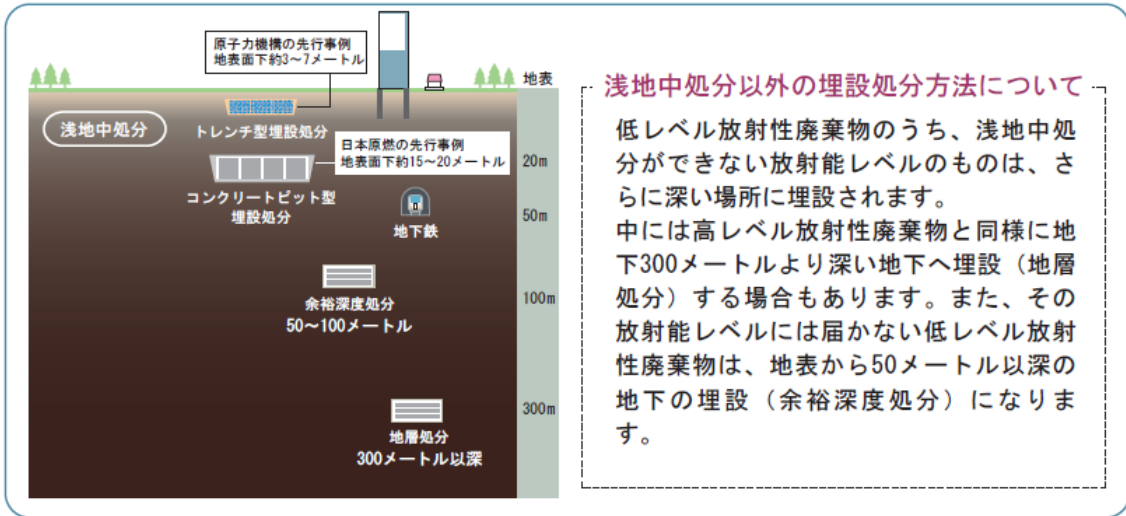 原子力機構の先行事例
地表面下約3～7メートル
地表
浅地中処分
トレンチ型埋設処分
日本原燃の先行事例
地表面下約15～20メートル
20m
コンクリートピット型
埋設処分
50m
地下鉄
100m
余裕深度処分
50～100メートル
300m
地層処分
300メートル以深
浅地中処分以外の埋設処分方法について
低レベル放射性廃棄物のうち、浅地中処
分ができない放射能レベルのものは、さ
らに深い場所に埋設されます。
中には高レベル放射性廃棄物と同様に地
下300メートルより深い地下へ埋設（地層
処分）する場合もあります。また、その
放射能レベルには届かない低レベル放射
性廃棄物は、地表から50メートル以深の
地下の埋設（余裕深度処分）になりま
す。